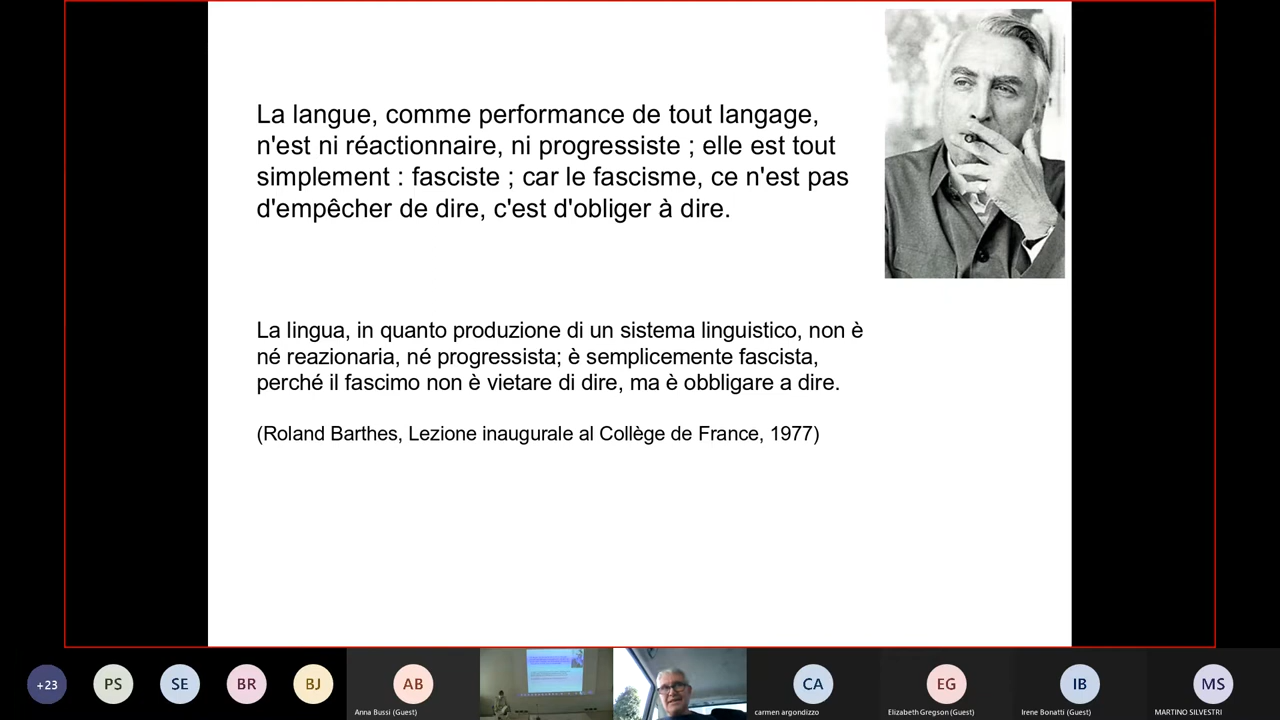 La langue, comme performance de tout langage,
n'est ni réactionnaire, ni progressiste ; elle est tout
simplement : fasciste ; car le fascisme, ce n'est pas
d'empêcher de dire, c'est d'obliger à dire.
La lingua, in quanto produzione di un sistema linguistico, non è
né reazionaria, né progressista; è semplicemente fascista,
perché il fascimo non è vietare di dire, ma è obbligare a dire.
(Roland Barthes, Lezione inaugurale al Collège de France, 1977)
+23 PS SE BR BJ AB CA EG IB MS
Anna Bussi (Guest) carmen argondizzo Elizabeth Gregson (Guest) Irene Bonatti (Guest) MARTINO SILVESTRI